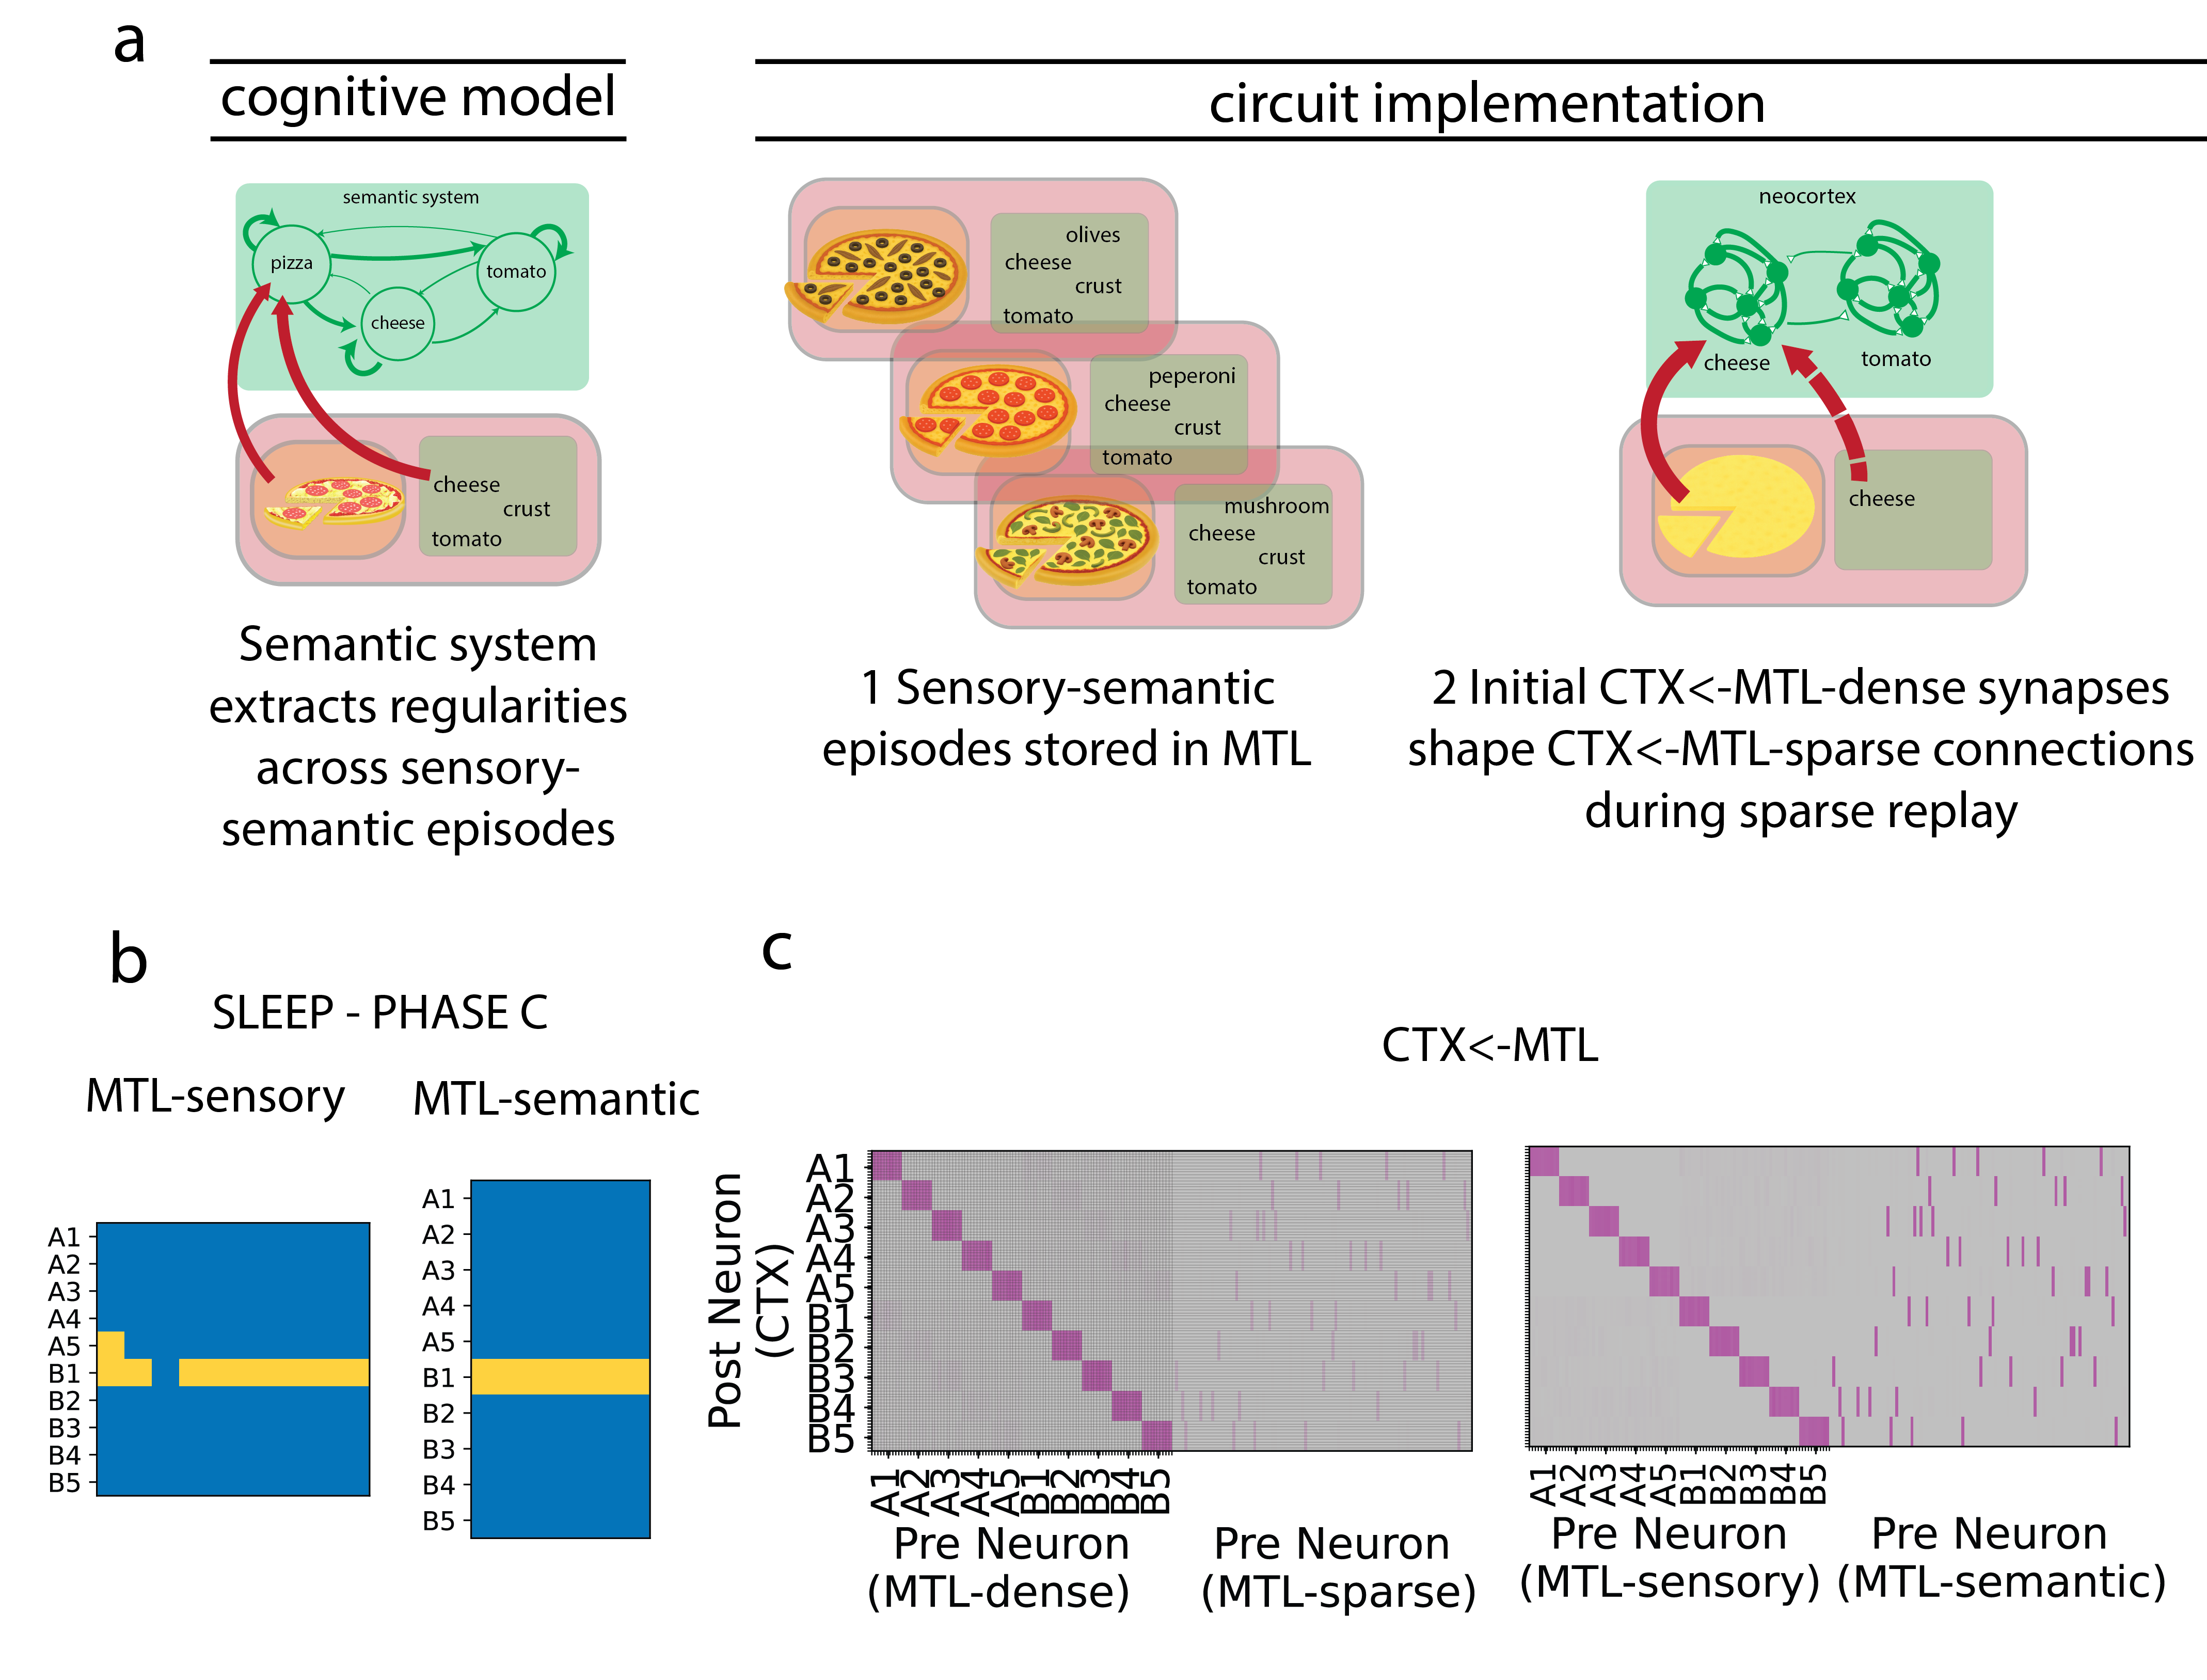 a
cognitive model
circuit implementation
semantic system
pizza
tomato
cheese
cheese
crust
tomato
Semantic system
extracts regularities
across sensory-
semantic episodes
olives
cheese
crust
tomato
peperoni
cheese
crust
tomato
mushroom
cheese
crust
tomato
1 Sensory-semantic
episodes stored in MTL
neocortex
cheese
tomato
cheese
2 Initial CTX<-MTL-dense synapses
shape CTX<-MTL-sparse connections
during sparse replay
b
SLEEP - PHASE C
MTL-sensory
A1
A2
A3
A4
A5
B1
B2
B3
B4
B5
MTL-semantic
A1
A2
A3
A4
A5
B1
B2
B3
B4
B5
c
CTX<-MTL
Post Neuron
(CTX)
A1
A2
A3
A4
A5
B1
B2
B3
B4
B5
A1 A2 A3 A4 A5 B1 B2 B3 B4 B5
Pre Neuron
(MTL-dense)
Pre Neuron
(MTL-sparse)
A1 A2 A3 A4 A5 B1 B2 B3 B4 B5
Pre Neuron
(MTL-sensory)
Pre Neuron
(MTL-semantic)